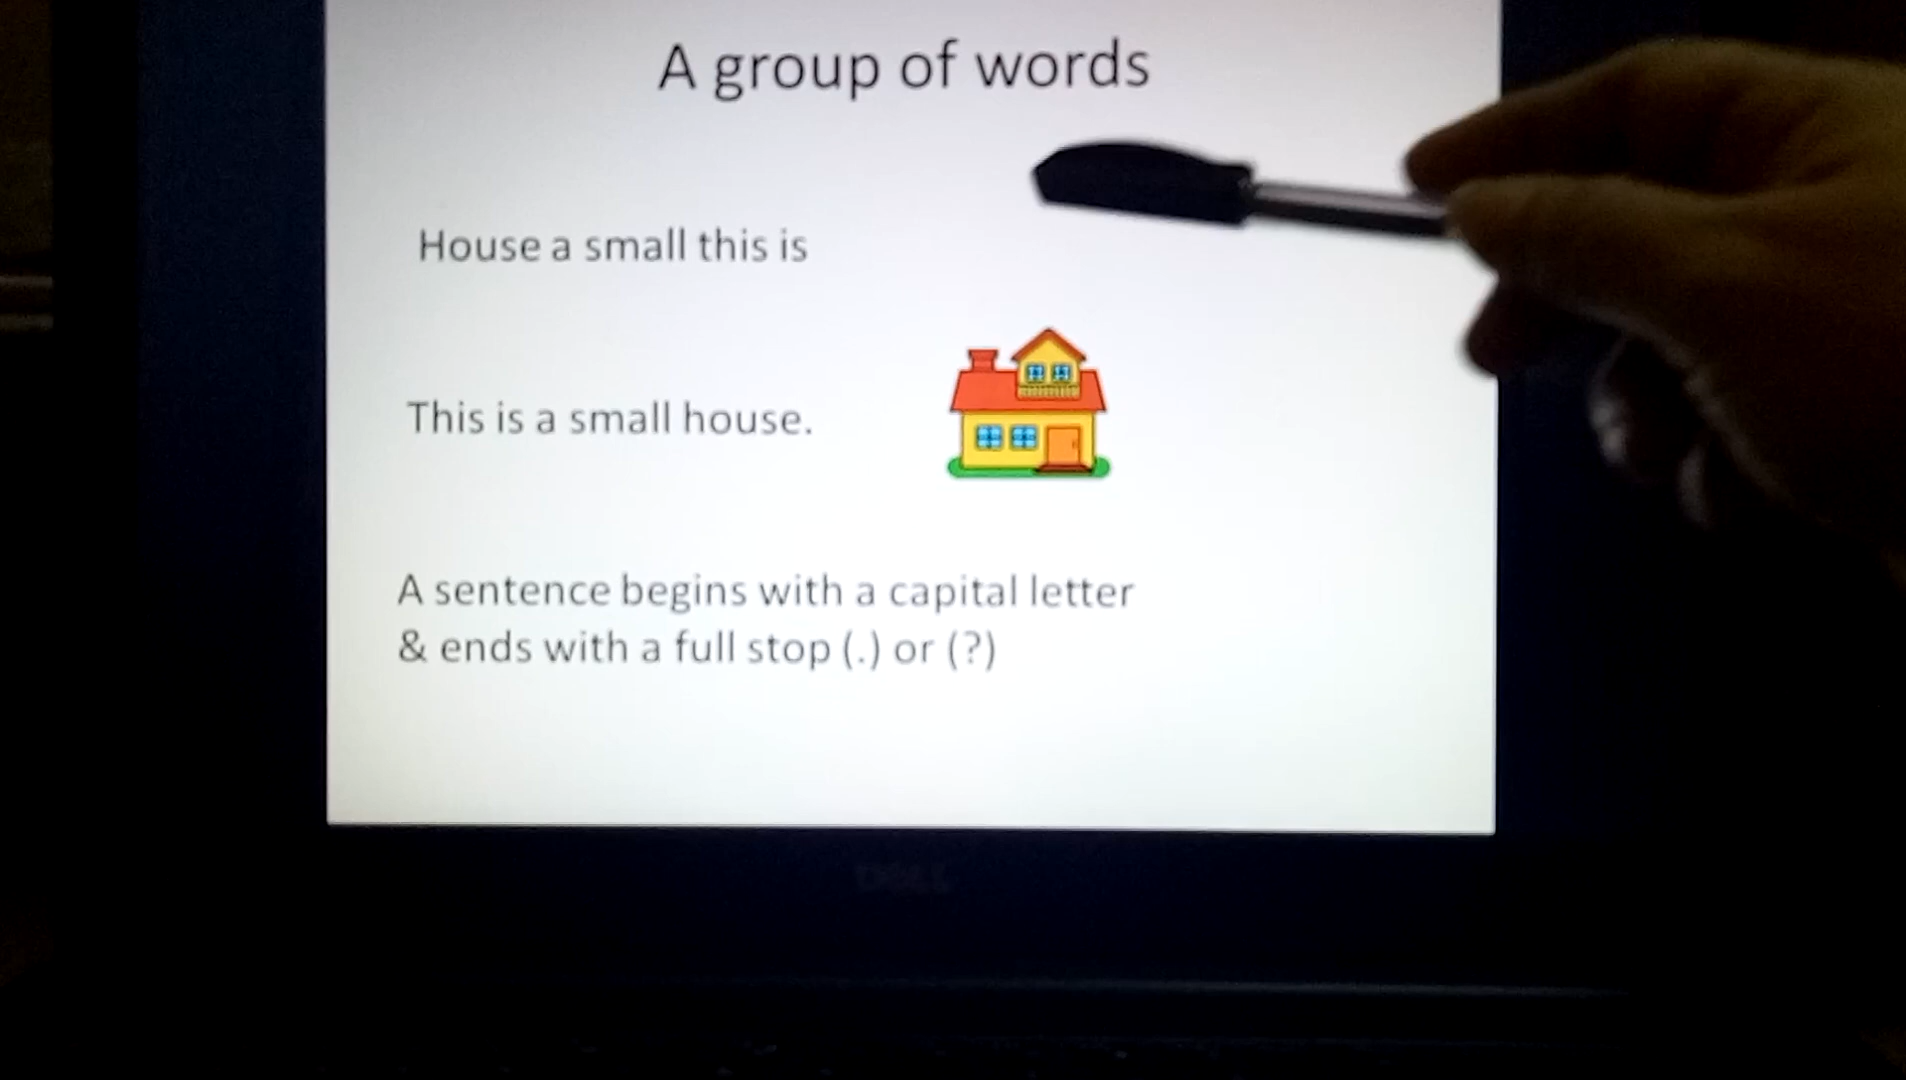 A group of words
House a small this is
This is a small house.
A sentence begins with a capital letter
& ends with a full stop (.) or (?)
DELL